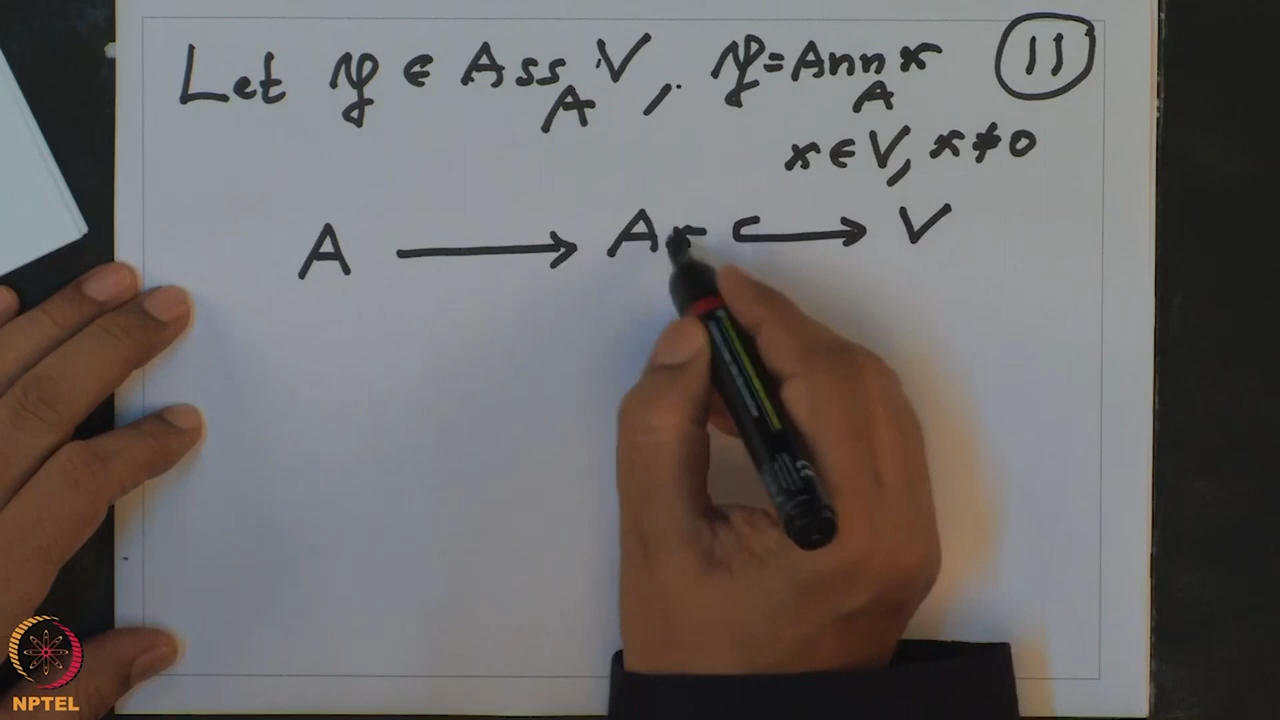 Let 𝔭 ∈ Ass_A V, 𝔭 = Ann_A x
11
x ∈ V, x ≠ 0
A ⟶ Ax ↪ V
NPTEL